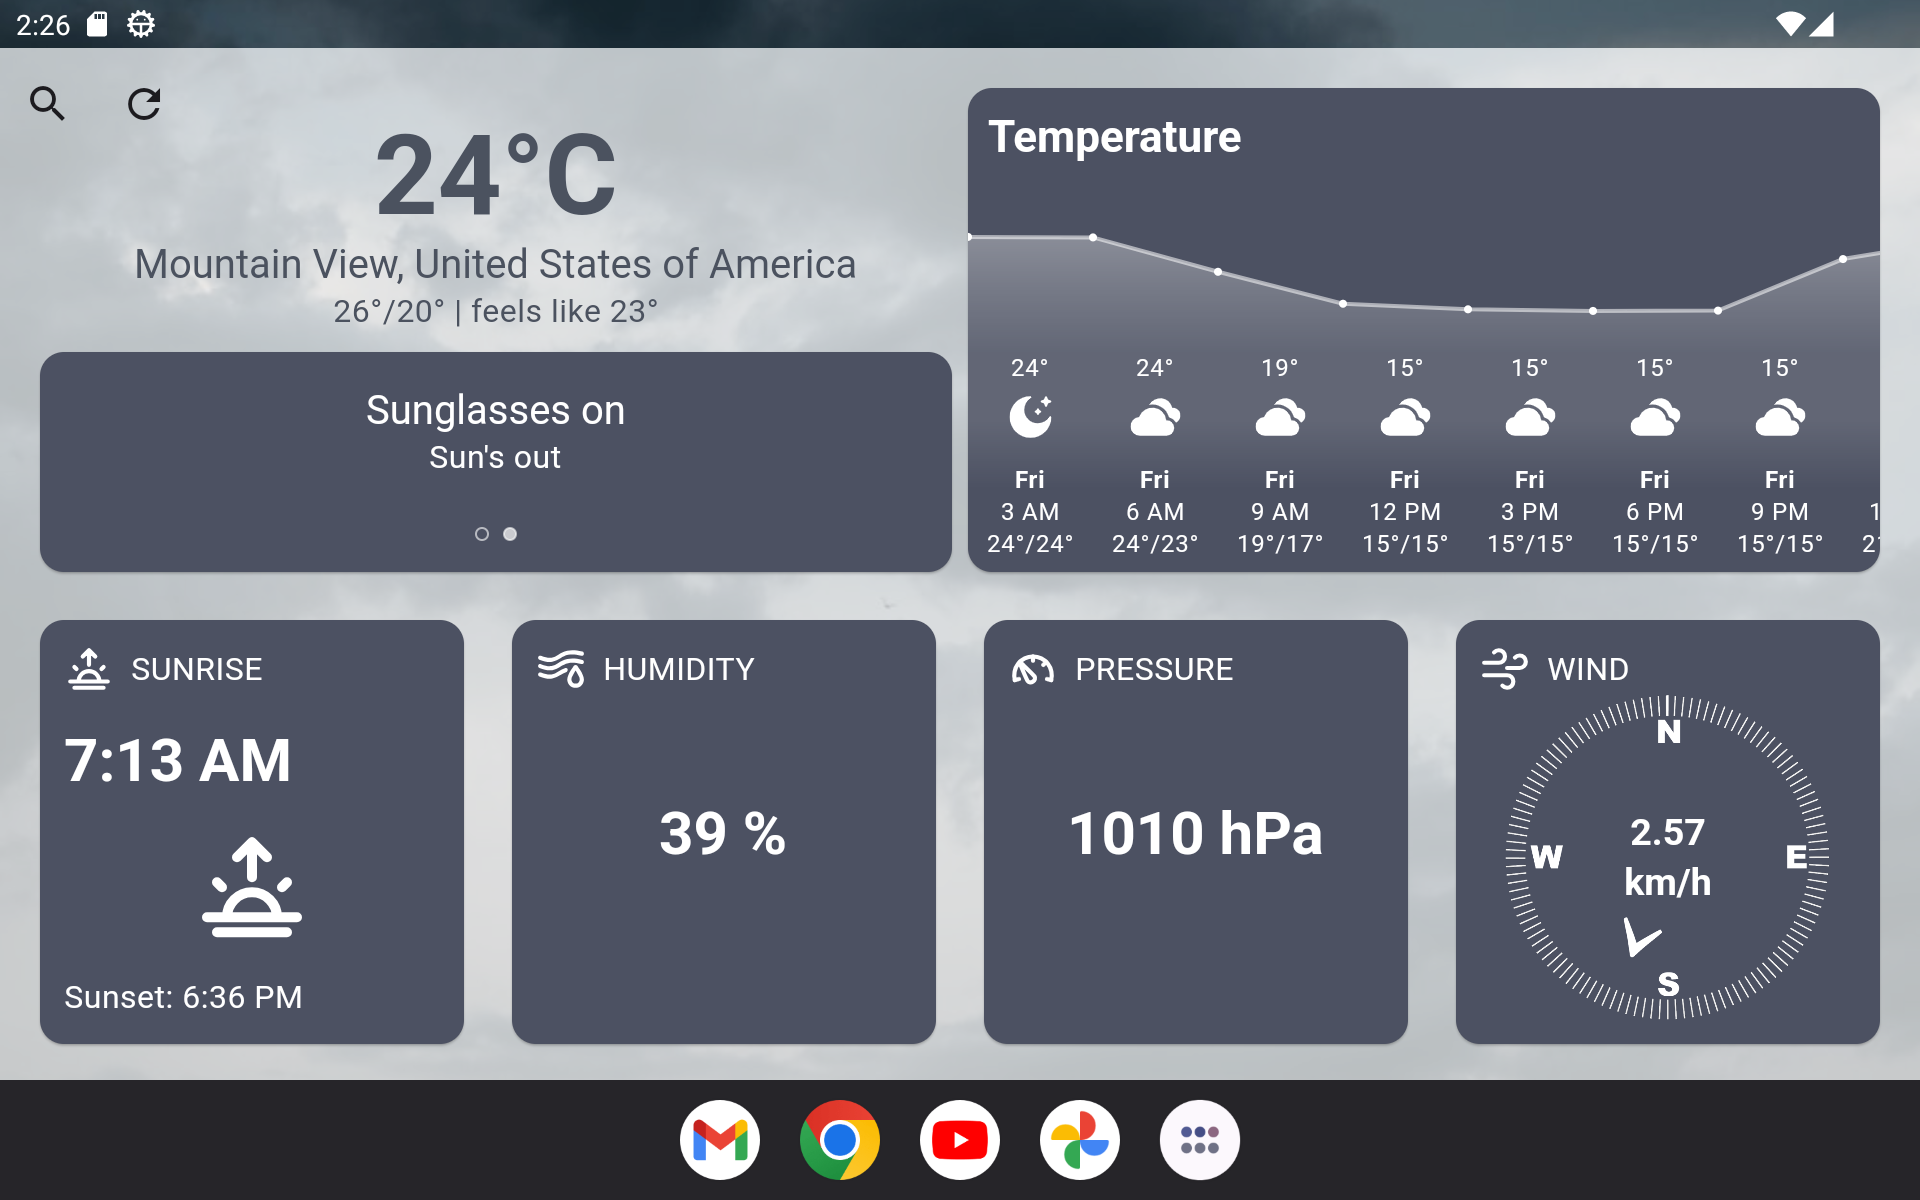 2:26
24°C
Mountain View, United States of America
26°/20° | feels like 23°
Sunglasses on
Sun's out
Temperature
24° 24° 19° 15° 15° 15° 15°
Fri Fri Fri Fri Fri Fri Fri
3 AM 6 AM 9 AM 12 PM 3 PM 6 PM 9 PM
24°/24° 24°/23° 19°/17° 15°/15° 15°/15° 15°/15° 15°/15°
SUNRISE
7:13 AM
Sunset: 6:36 PM
HUMIDITY
39 %
PRESSURE
1010 hPa
WIND
N
W
2.57
km/h
E
S